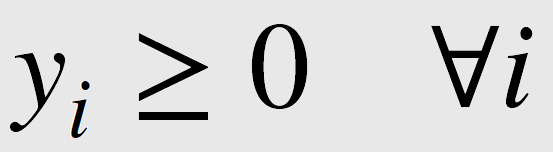 yᵢ ≥ 0 ∀i